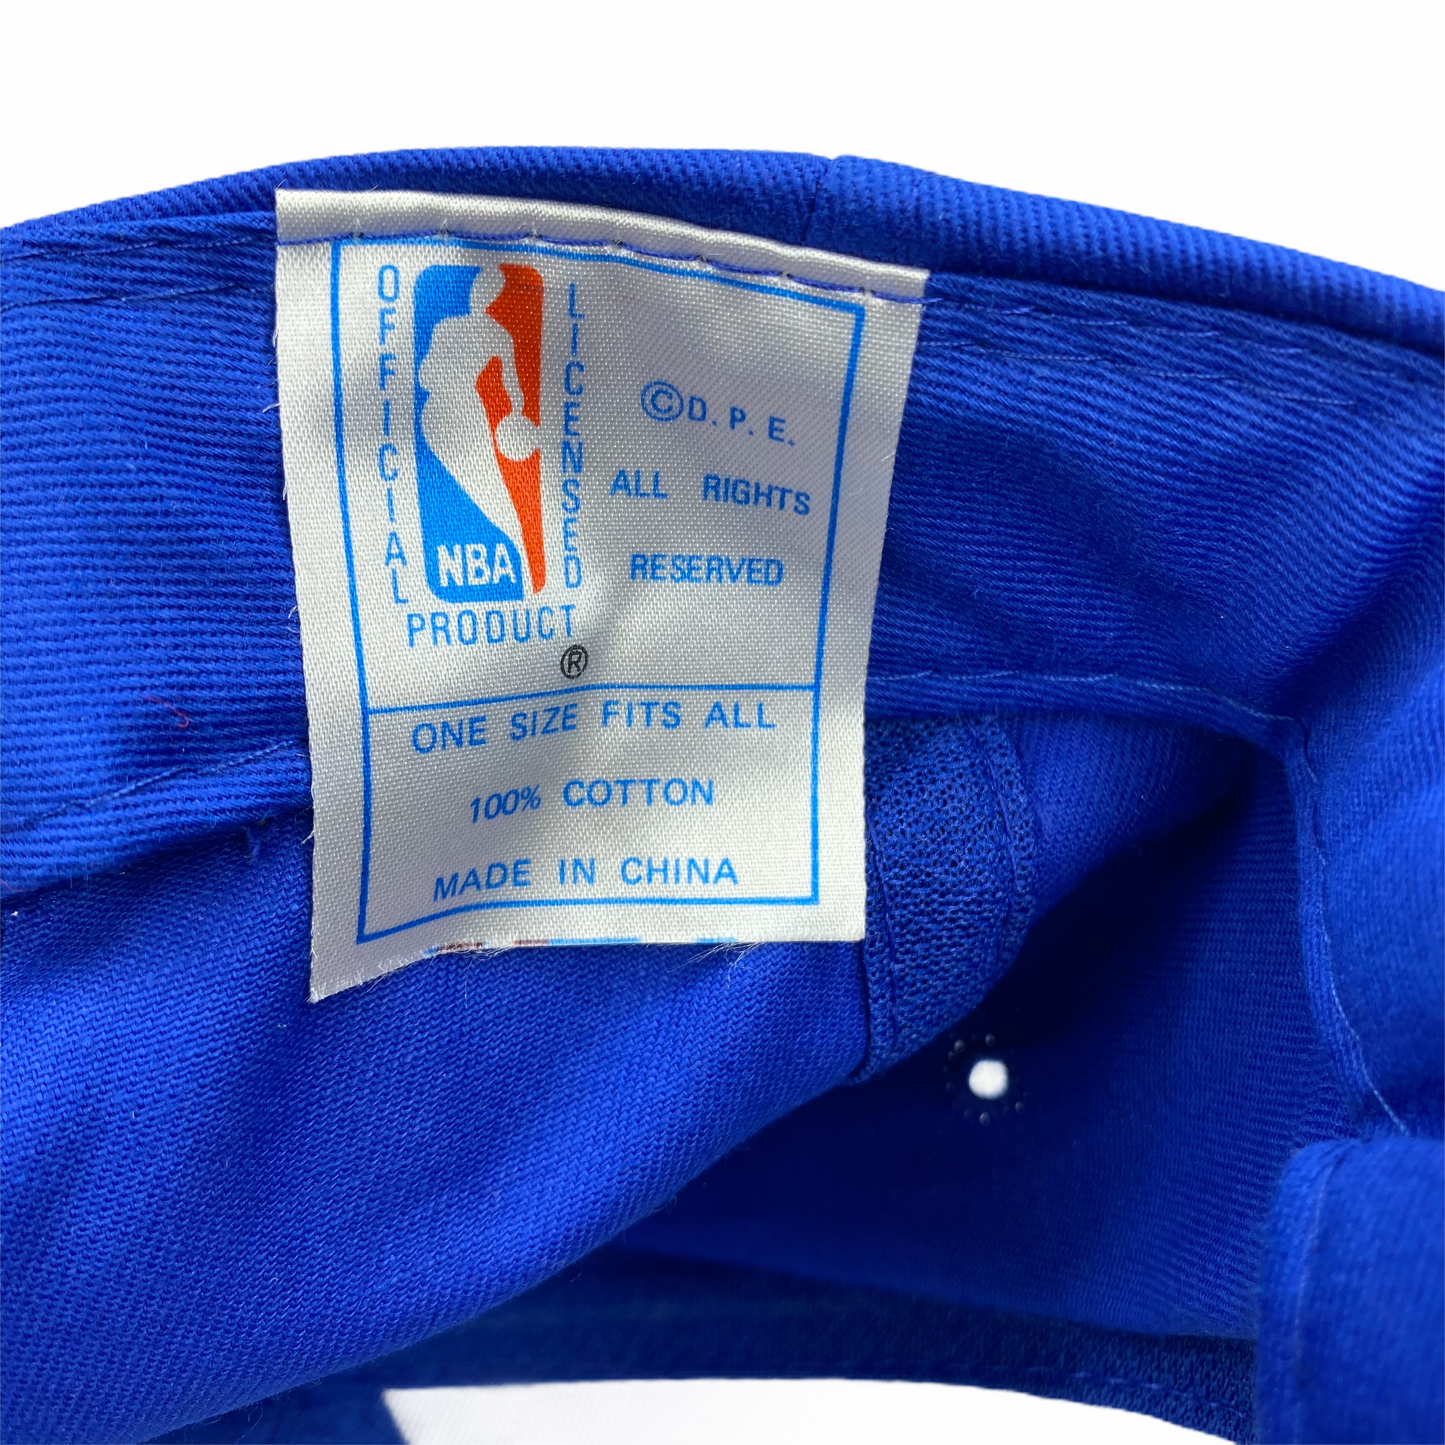 OFFICIAL
NBA
LICENSED
PRODUCT
®
©D.P.E.
ALL RIGHTS
RESERVED
ONE SIZE FITS ALL
100% COTTON
MADE IN CHINA